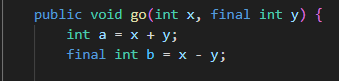 public void go(int x, final int y) {
int a = x + y;
final int b = x - y;